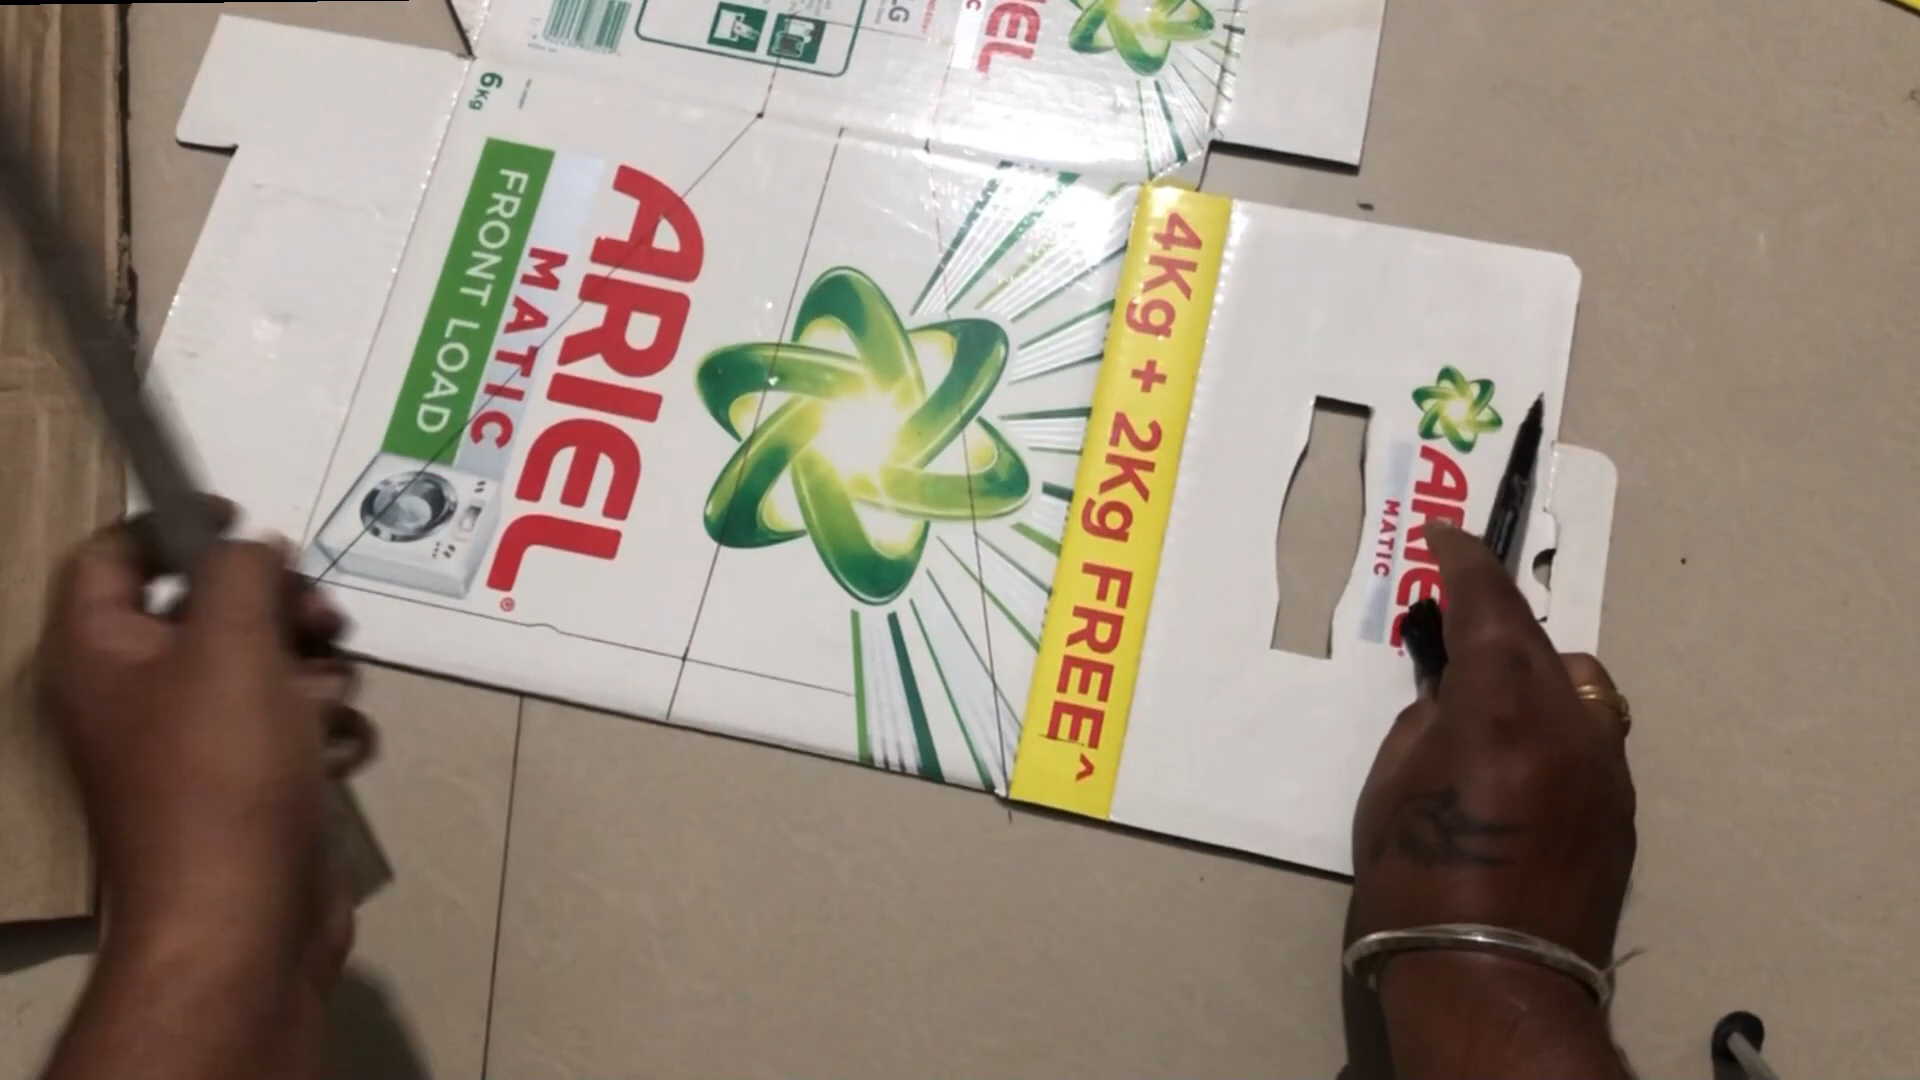 6Kg
FRONT LOAD
MATIC
ARIEL®
4Kg + 2Kg FREE^
ARIEL
MATIC